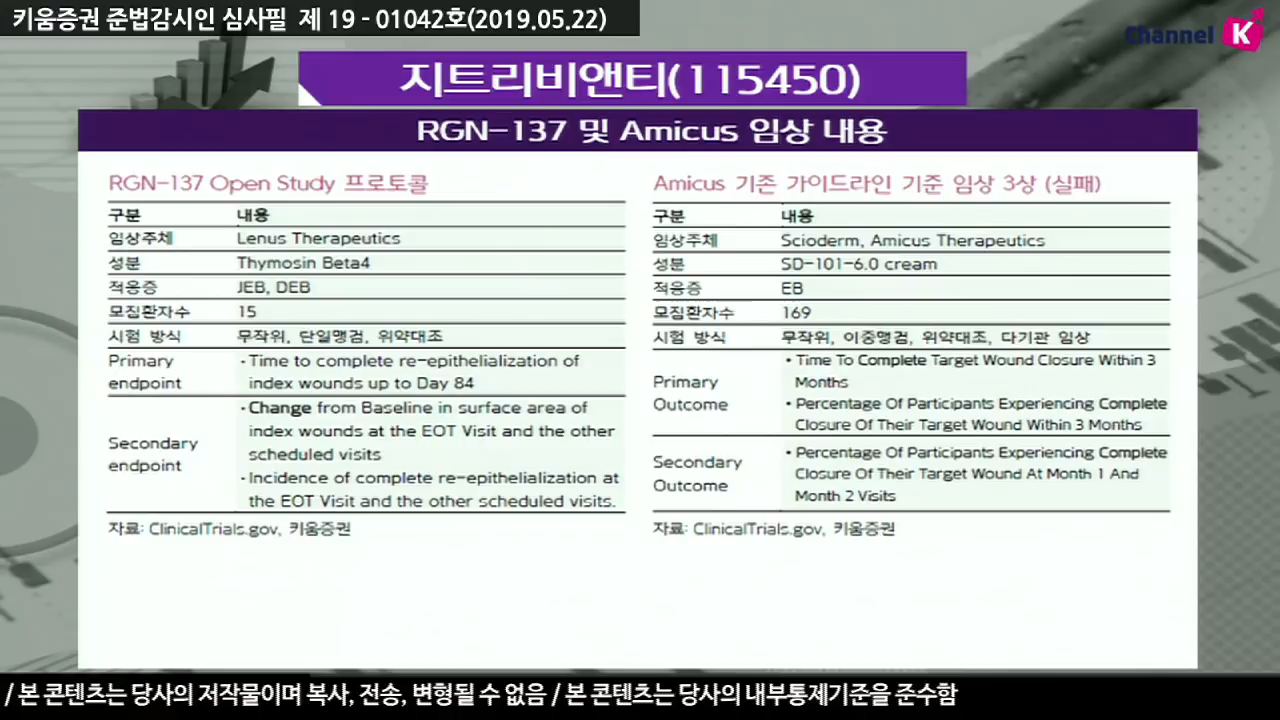 키움증권 준법감시인 심사필 제 19 - 01042호(2019.05.22)
Channel K
지트리비앤티(115450)
RGN-137 및 Amicus 임상 내용
RGN-137 Open Study 프로토콜
구분 내용
임상주체 Lenus Therapeutics
성분 Thymosin Beta4
적용증 JEB, DEB
모집환자수 15
시험 방식 무작위, 단일맹검, 위약대조
Primary endpoint
· Time to complete re-epithelialization of
index wounds up to Day 84
Secondary endpoint
· Change from Baseline in surface area of
index wounds at the EOT Visit and the other
scheduled visits
· Incidence of complete re-epithelialization at
the EOT Visit and the other scheduled visits.
자료: ClinicalTrials.gov, 키움증권
Amicus 기존 가이드라인 기준 임상 3상 (실패)
구분 내용
임상주체 Scioderm, Amicus Therapeutics
성분 SD-101-6.0 cream
적용증 EB
모집환자수 169
시험 방식 무작위, 이중맹검, 위약대조, 다기관 임상
Primary Outcome
• Time To Complete Target Wound Closure Within 3
Months
• Percentage Of Participants Experiencing Complete
Closure Of Their Target Wound Within 3 Months
Secondary Outcome
• Percentage Of Participants Experiencing Complete
Closure Of Their Target Wound At Month 1 And
Month 2 Visits
자료: ClinicalTrials.gov, 키움증권
/ 본 콘텐츠는 당사의 저작물이며 복사, 전송, 변형될 수 없음 / 본 콘텐츠는 당사의 내부통제기준을 준수함